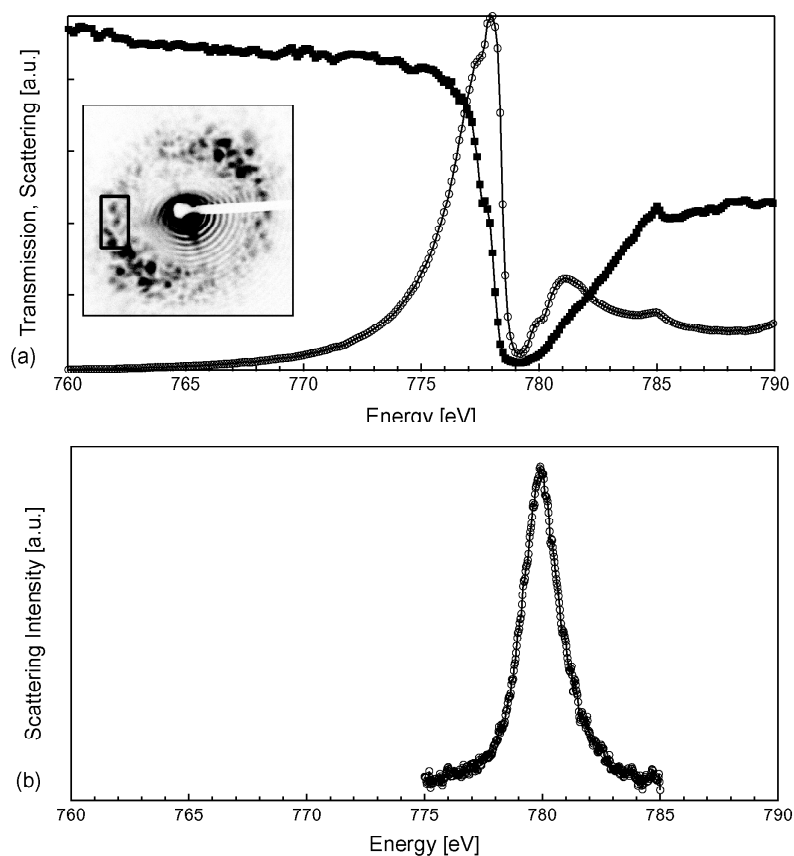 Transmission, Scattering [a.u.]
(a)
760 765 770 775 780 785 790
Energy [eV]
Scattering Intensity [a.u.]
(b)
760 765 770 775 780 785 790
Energy [eV]